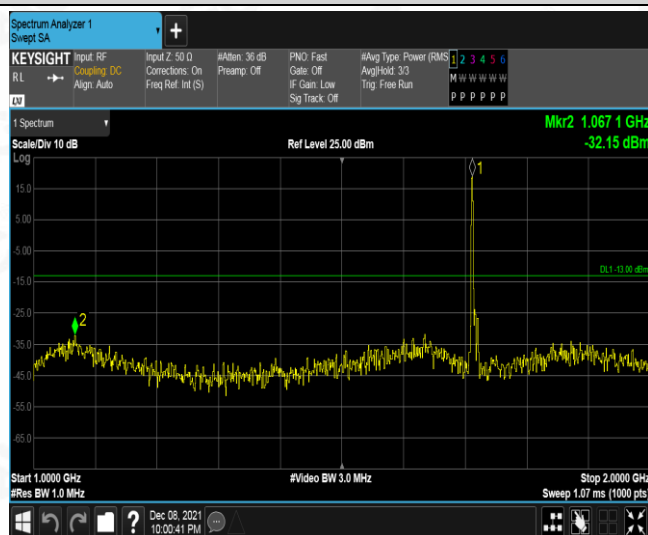 Spectrum Analyzer 1
Swept SA
+
KEYSIGHT Input: RF Input Z: 50 Ω #Atten: 36 dB PNO: Fast #Avg Type: Power (RMS 1 2 3 4 5 6
RL Coupling: DC Corrections: On Preamp: Off Gate: Off Avg|Hold: 3/3 M W W W W W
Align: Auto Freq Ref: Int (S) IF Gain: Low Trig: Free Run
Sig Track: Off P P P P P P
LXI
1 Spectrum Mkr2 1.067 1 GHz
Scale/Div 10 dB Ref Level 25.00 dBm -32.15 dBm
Log
1
15.0
5.00
-5.00
DL1 -13.00 dBm
-15.0
-25.0
2
-35.0
-45.0
-55.0
-65.0
Start 1.0000 GHz #Video BW 3.0 MHz Stop 2.0000 GHz
#Res BW 1.0 MHz Sweep 1.07 ms (1000 pts)
? Dec 08, 2021
10:00:41 PM